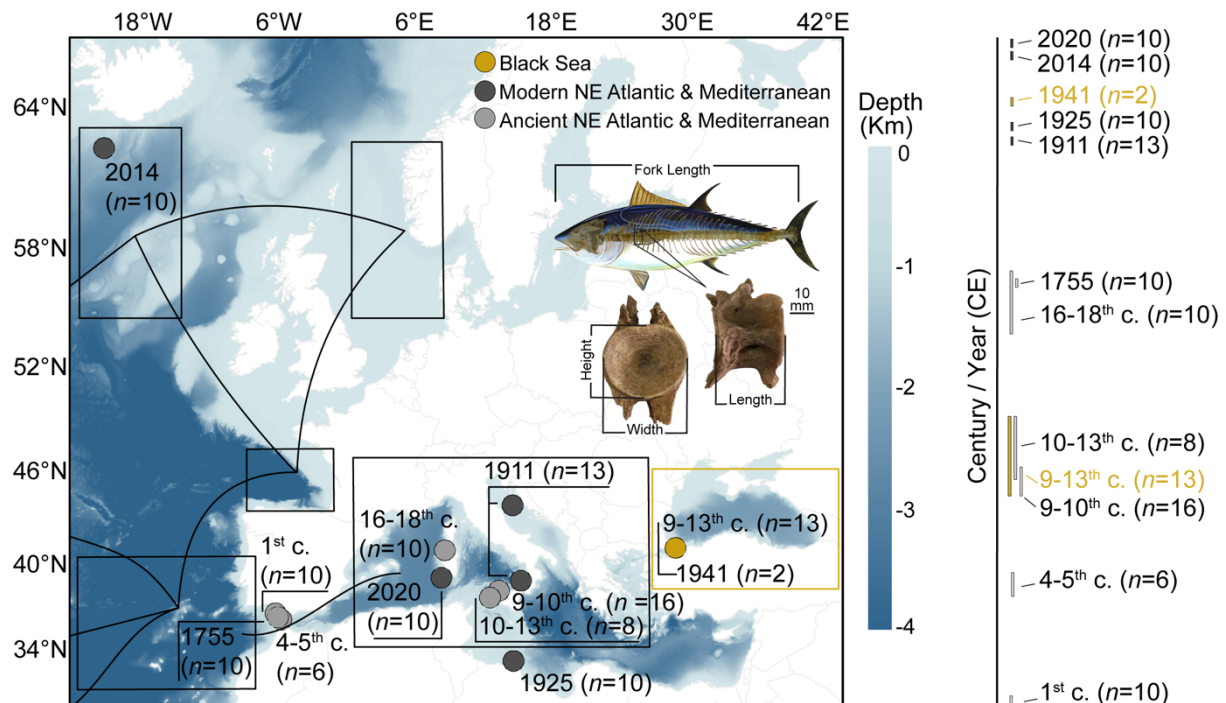 18°W
6°W
6°E
18°E
30°E
42°E
64°N
58°N
52°N
46°N
40°N
34°N
Black Sea
Modern NE Atlantic & Mediterranean
Ancient NE Atlantic & Mediterranean
2014
(n=10)
Fork Length
10
mm
Height
Width
Length
1911 (n=13)
16-18th c.
(n=10)
1st c.
(n=10)
2020
(n=10)
9-10th c. (n =16)
10-13th c. (n=8)
1755
(n=10)
4-5th c.
(n=6)
1925 (n=10)
9-13th c. (n=13)
1941 (n=2)
Depth
(Km)
0
-1
-2
-3
-4
Century / Year (CE)
2020 (n=10)
2014 (n=10)
1941 (n=2)
1925 (n=10)
1911 (n=13)
1755 (n=10)
16-18th c. (n=10)
10-13th c. (n=8)
9-13th c. (n=13)
9-10th c. (n=16)
4-5th c. (n=6)
1st c. (n=10)